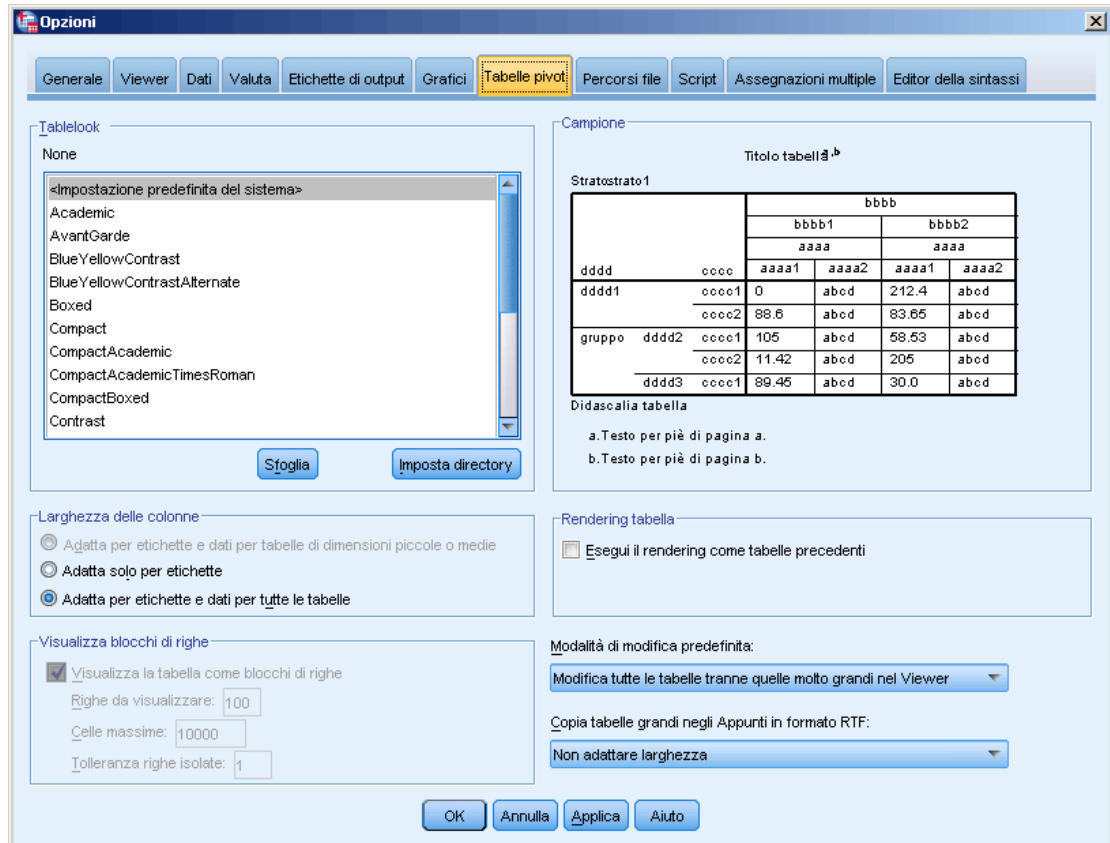 Opzioni
Generale Viewer Dati Valuta Etichette di output Grafici Tabelle pivot Percorsi file Script Assegnazioni multiple Editor della sintassi
Tablelook
None
<Impostazione predefinita del sistema>
Academic
AvantGarde
BlueYellowContrast
BlueYellowContrastAlternate
Boxed
Compact
CompactAcademic
CompactAcademicTimesRoman
CompactBoxed
Contrast
Sfoglia Imposta directory
Campione
Titolo tabella a,b
Stratostrato1
bbbb
bbbb1 bbbb2
aaaa aaaa
dddd cccc aaaa1 aaaa2 aaaa1 aaaa2
dddd1 cccc1 0 abcd 212.4 abcd
cccc2 88.6 abcd 83.65 abcd
gruppo dddd2 cccc1 105 abcd 58.53 abcd
cccc2 11.42 abcd 205 abcd
dddd3 cccc1 89.45 abcd 30.0 abcd
Didascalia tabella
a.Testo per piè di pagina a.
b.Testo per piè di pagina b.
Larghezza delle colonne
Adatta per etichette e dati per tabelle di dimensioni piccole o medie
Adatta solo per etichette
Adatta per etichette e dati per tutte le tabelle
Rendering tabella
Esegui il rendering come tabelle precedenti
Visualizza blocchi di righe
Visualizza la tabella come blocchi di righe
Righe da visualizzare: 100
Celle massime: 10000
Tolleranza righe isolate: 1
Modalità di modifica predefinita:
Modifica tutte le tabelle tranne quelle molto grandi nel Viewer
Copia tabelle grandi negli Appunti in formato RTF:
Non adattare larghezza
OK Annulla Applica Aiuto